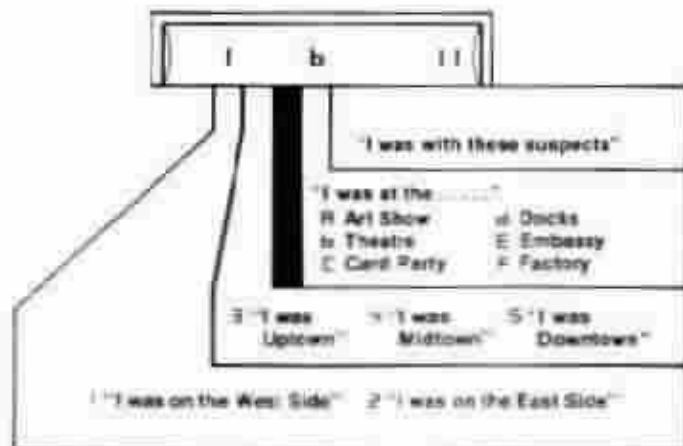 1 b 11
"I was with these suspects"
"I was at the ........"
A Art Show d Docks
b Theatre E Embassy
C Card Party F Factory
3 "I was Uptown" 4 "I was Midtown" 5 "I was Downtown"
1 "I was on the West Side" 2 "I was on the East Side"